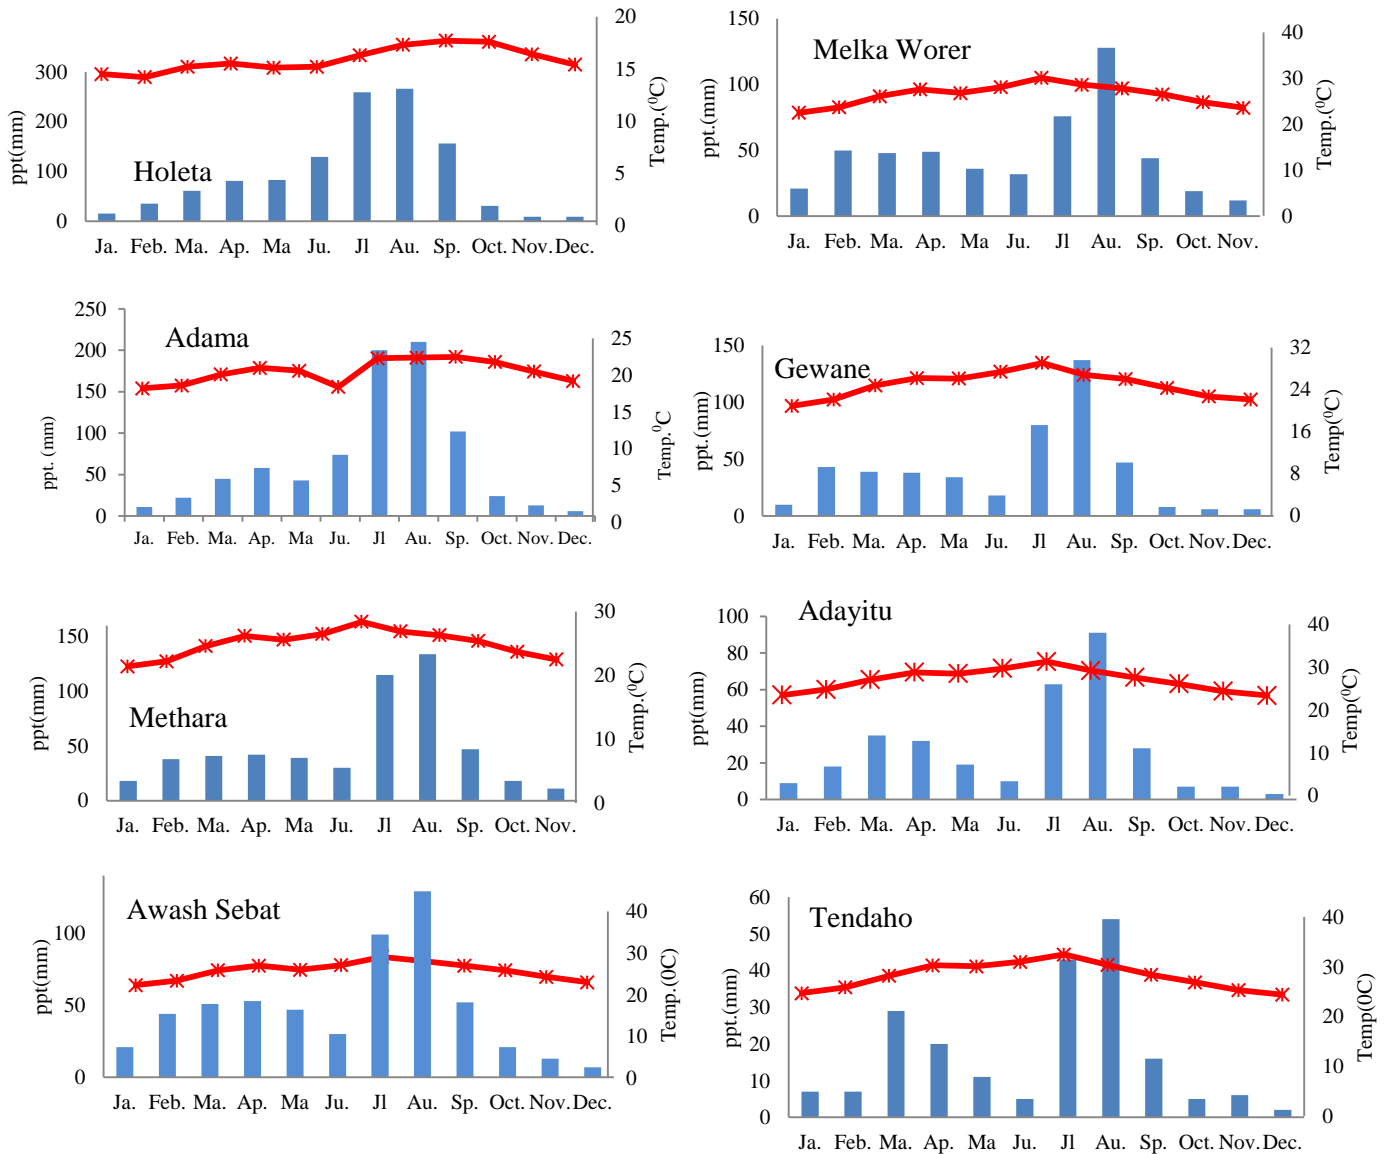 Holeta
ppt(mm)
300
200
100
0
20
15
10
5
0
Temp.(⁰C)
Ja. Feb. Ma. Ap. Ma Ju. Jl Au. Sp. Oct. Nov. Dec.
Melka Worer
ppt.(mm)
150
100
50
0
40
30
20
10
0
Temp.(⁰C)
Ja. Feb. Ma. Ap. Ma Ju. Jl Au. Sp. Oct. Nov.
Adama
ppt. (mm)
250
200
150
100
50
0
25
20
15
10
5
0
Temp.⁰C
Ja. Feb. Ma. Ap. Ma Ju. Jl Au. Sp. Oct. Nov. Dec.
Gewane
ppt.(mm)
150
100
50
0
32
24
16
8
0
Temp(⁰C)
Ja. Feb. Ma. Ap. Ma Ju. Jl Au. Sp. Oct. Nov. Dec.
Methara
ppt(mm)
150
100
50
0
30
20
10
0
Temp.(⁰C)
Ja. Feb. Ma. Ap. Ma Ju. Jl Au. Sp. Oct. Nov.
Adayitu
ppt(mm)
100
80
60
40
20
0
40
30
20
10
0
Temp(⁰C)
Ja. Feb. Ma. Ap. Ma Ju. Jl Au. Sp. Oct. Nov. Dec.
Awash Sebat
ppt(mm)
100
50
0
40
30
20
10
0
Temp.(0C)
Ja. Feb. Ma. Ap. Ma Ju. Jl Au. Sp. Oct. Nov. Dec.
Tendaho
ppt.(mm)
60
50
40
30
20
10
0
40
30
20
10
0
Temp(0C)
Ja. Feb. Ma. Ap. Ma Ju. Jl Au. Sp. Oct. Nov. Dec.